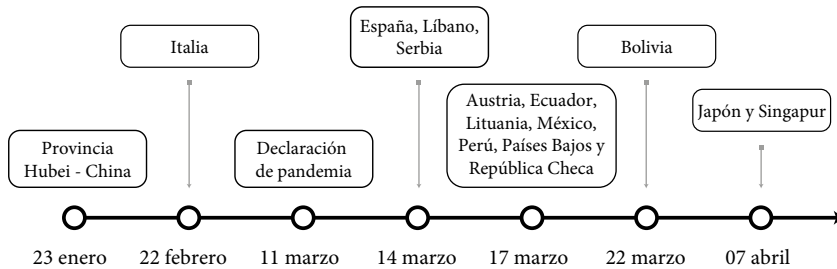 Italia
España, Líbano,
Serbia
Bolivia
Provincia
Hubei - China
Declaración
de pandemia
Austria, Ecuador,
Lituania, México,
Perú, Países Bajos y
República Checa
Japón y Singapur
23 enero
22 febrero
11 marzo
14 marzo
17 marzo
22 marzo
07 abril